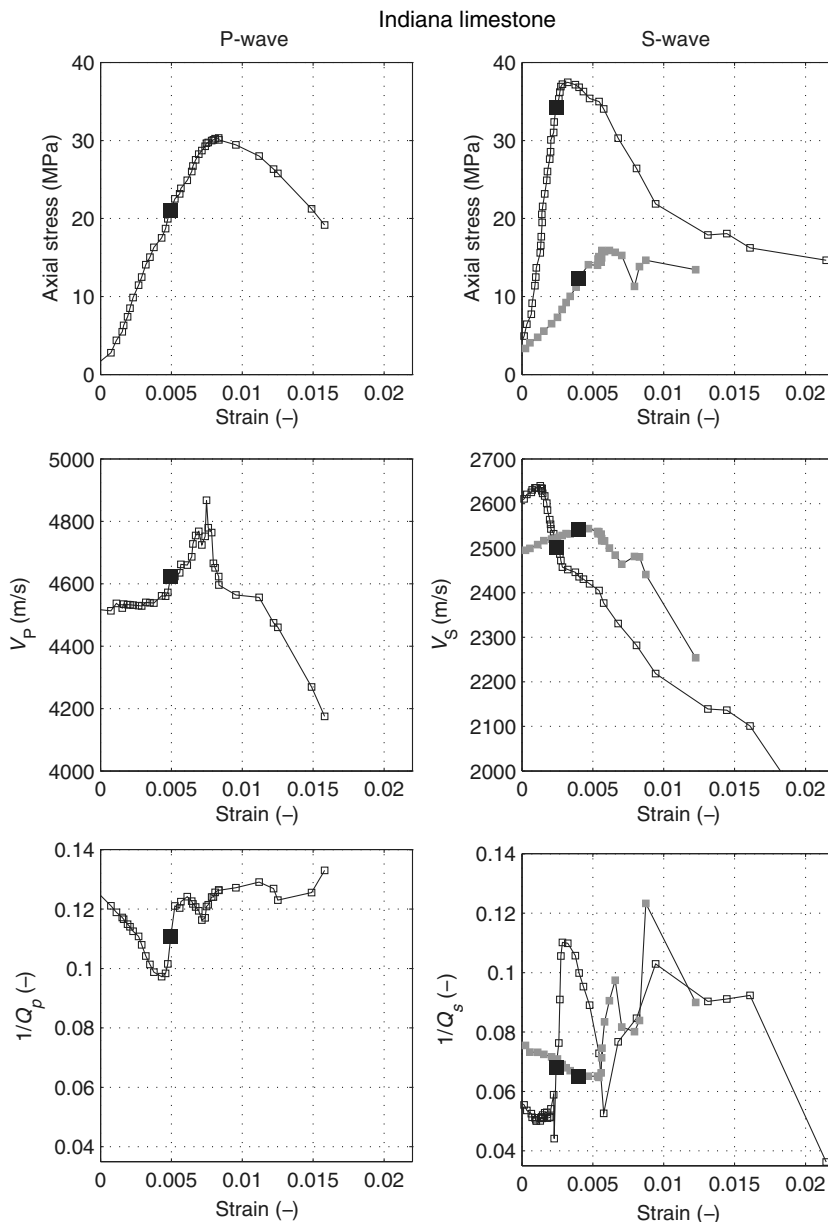 Indiana limestone
P-wave
S-wave
40
30
20
10
0
Axial stress (MPa)
0 0.005 0.01 0.015 0.02
Strain (–)
40
30
20
10
0
Axial stress (MPa)
0 0.005 0.01 0.015 0.02
Strain (–)
5000
4800
4600
4400
4200
4000
VP (m/s)
0 0.005 0.01 0.015 0.02
Strain (–)
2700
2600
2500
2400
2300
2200
2100
2000
VS (m/s)
0 0.005 0.01 0.015 0.02
Strain (–)
0.14
0.12
0.1
0.08
0.06
0.04
1/Qp (–)
0 0.005 0.01 0.015 0.02
Strain (–)
0.14
0.12
0.1
0.08
0.06
0.04
1/Qs (–)
0 0.005 0.01 0.015 0.02
Strain (–)